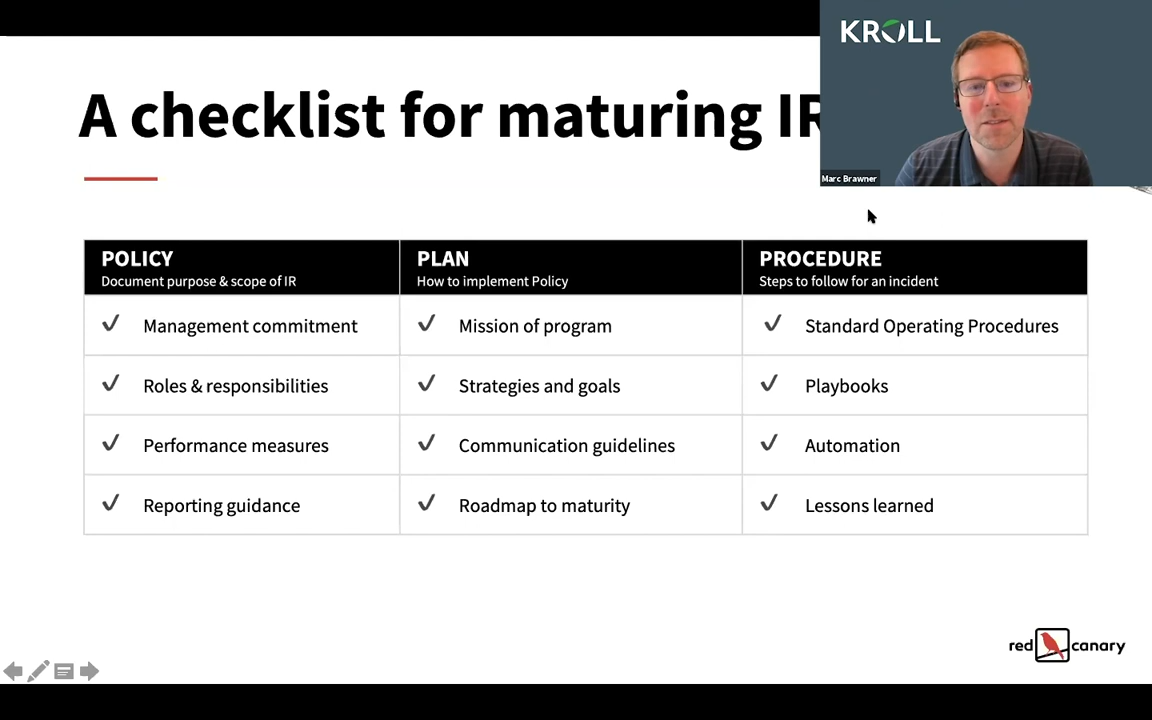 KROLL
A checklist for maturing IR
Marc Brawner
POLICY
Document purpose & scope of IR
PLAN
How to implement Policy
PROCEDURE
Steps to follow for an incident
Management commitment
Mission of program
Standard Operating Procedures
Roles & responsibilities
Strategies and goals
Playbooks
Performance measures
Communication guidelines
Automation
Reporting guidance
Roadmap to maturity
Lessons learned
red canary